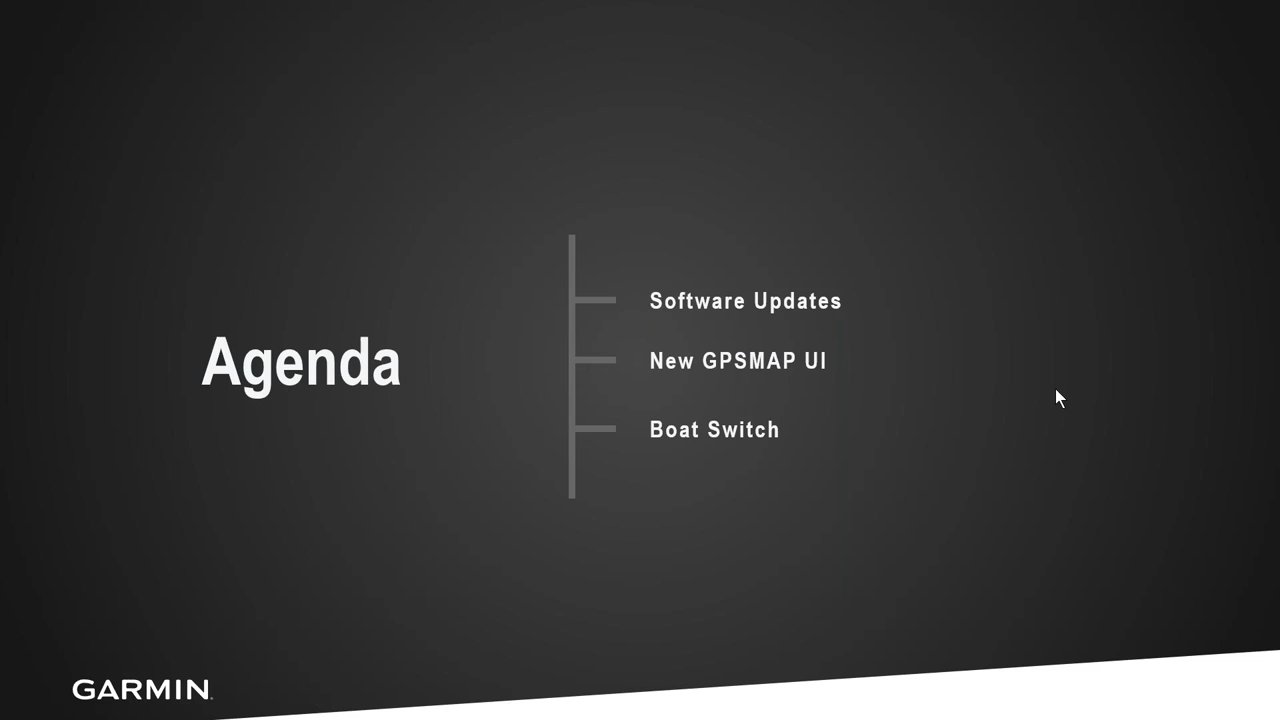 Agenda
Software Updates
New GPSMAP UI
Boat Switch
GARMIN